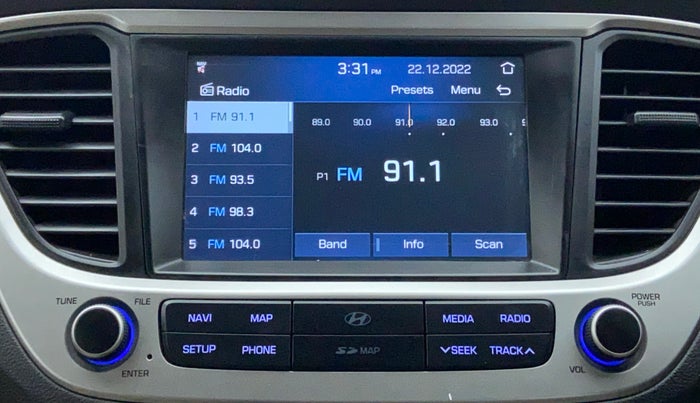 NAV
3:31 PM 22.12.2022
Radio Presets Menu
1 FM 91.1
2 FM 104.0
3 FM 93.5
4 FM 98.3
5 FM 104.0
89.0 90.0 91.0 92.0 93.0 9
P1 FM 91.1
Band Info Scan
TUNE FILE
ENTER
NAVI MAP
SETUP PHONE
SD MAP
MEDIA RADIO
SEEK TRACK
POWER
PUSH
VOL